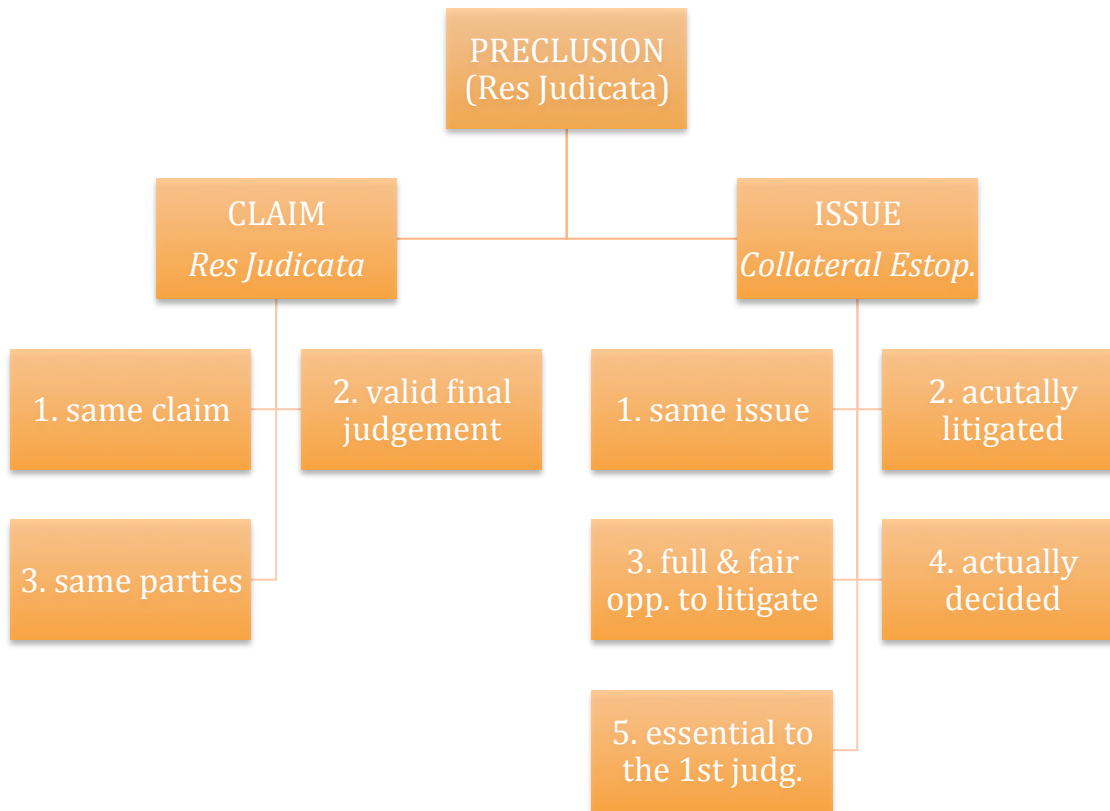 PRECLUSION
(Res Judicata)
CLAIM
Res Judicata
ISSUE
Collateral Estop.
1. same claim
2. valid final
judgement
3. same parties
1. same issue
2. acutally
litigated
3. full & fair
opp. to litigate
4. actually
decided
5. essential to
the 1st judg.